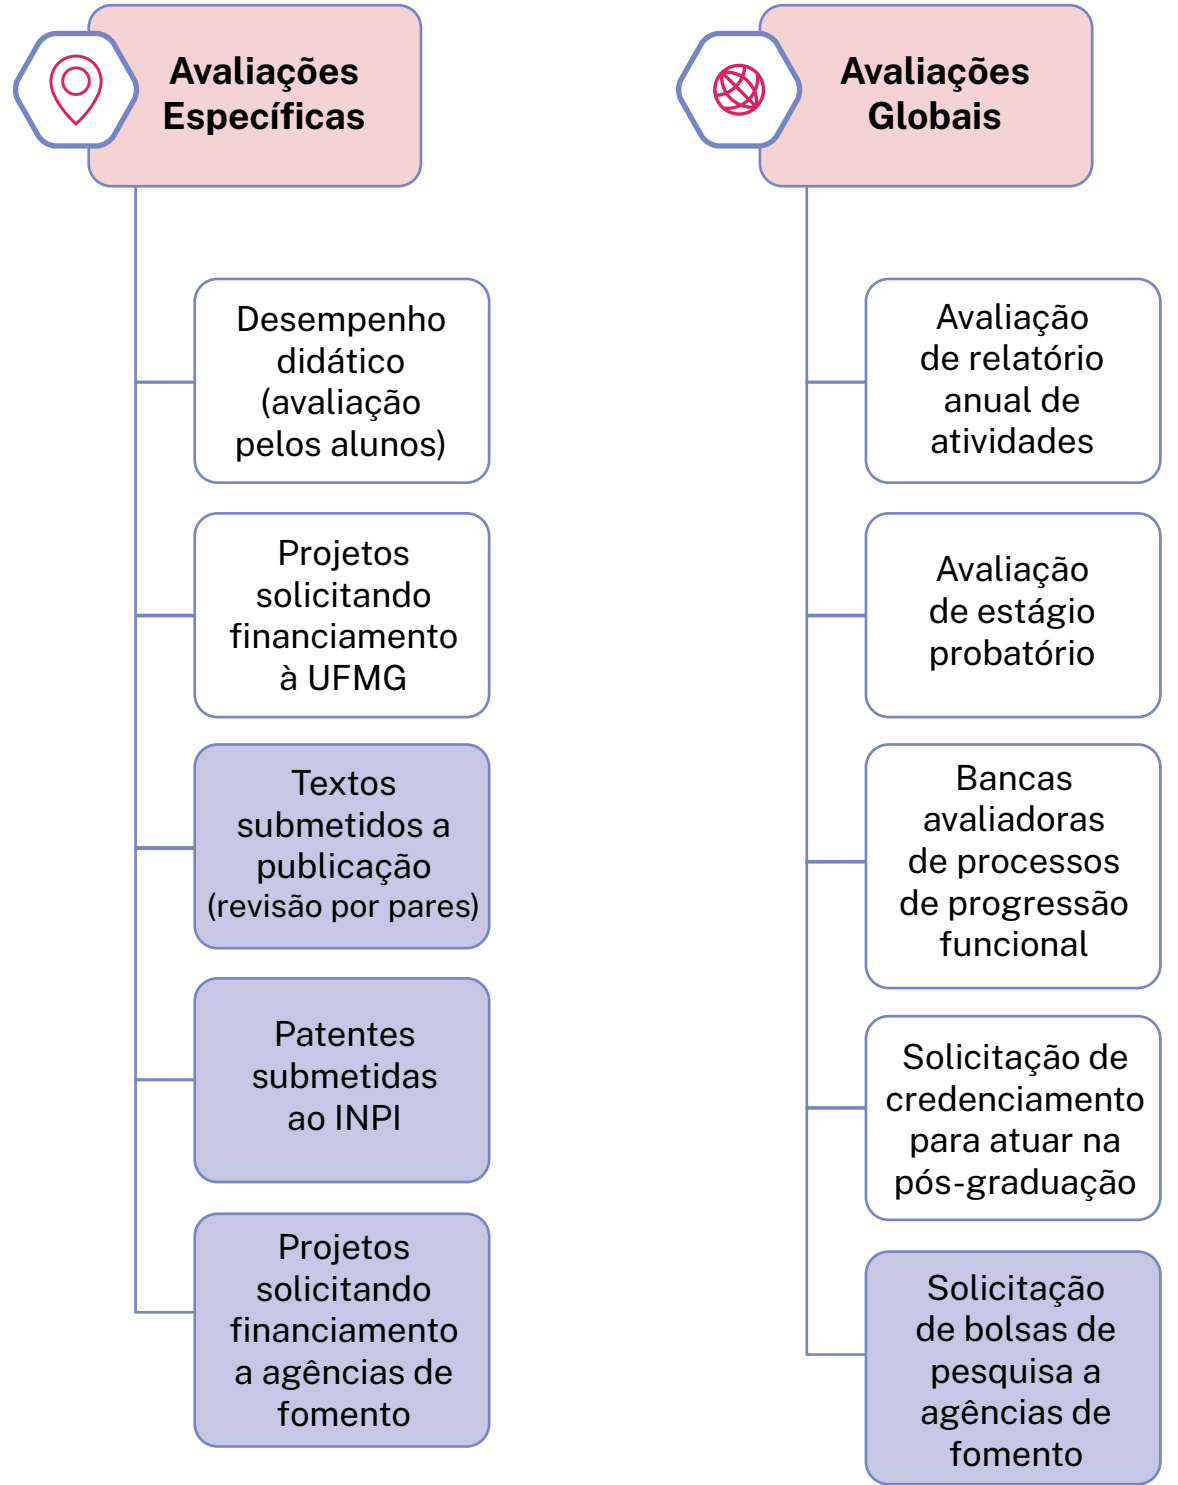 Avaliações
Específicas
Desempenho
didático
(avaliação
pelos alunos)
Projetos
solicitando
financiamento
à UFMG
Textos
submetidos a
publicação
(revisão por pares)
Patentes
submetidas
ao INPI
Projetos
solicitando
financiamento
a agências de
fomento
Avaliações
Globais
Avaliação
de relatório
anual de
atividades
Avaliação
de estágio
probatório
Bancas
avaliadoras
de processos
de progressão
funcional
Solicitação de
credenciamento
para atuar na
pós-graduação
Solicitação
de bolsas de
pesquisa a
agências de
fomento